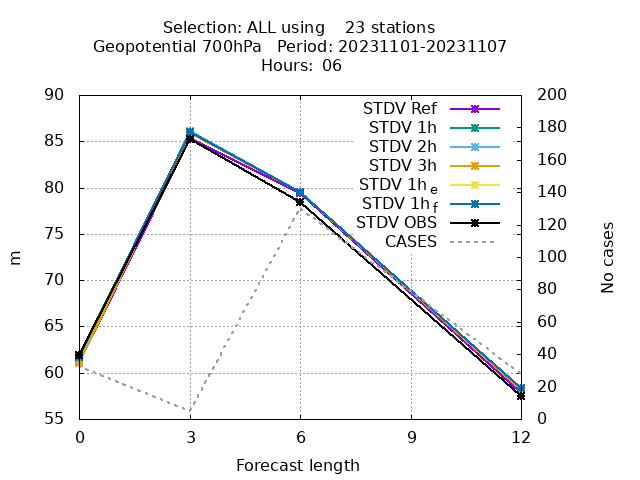 Selection: ALL using    23 stations
Geopotential 700hPa   Period: 20231101-20231107
Hours: 06
90
85
80
75
70
65
60
55
m
200
180
160
140
120
100
80
60
40
20
0
No cases
STDV Ref
STDV 1h
STDV 2h
STDV 3h
STDV 1h e
STDV 1h f
STDV OBS
CASES
0 3 6 9 12
Forecast length